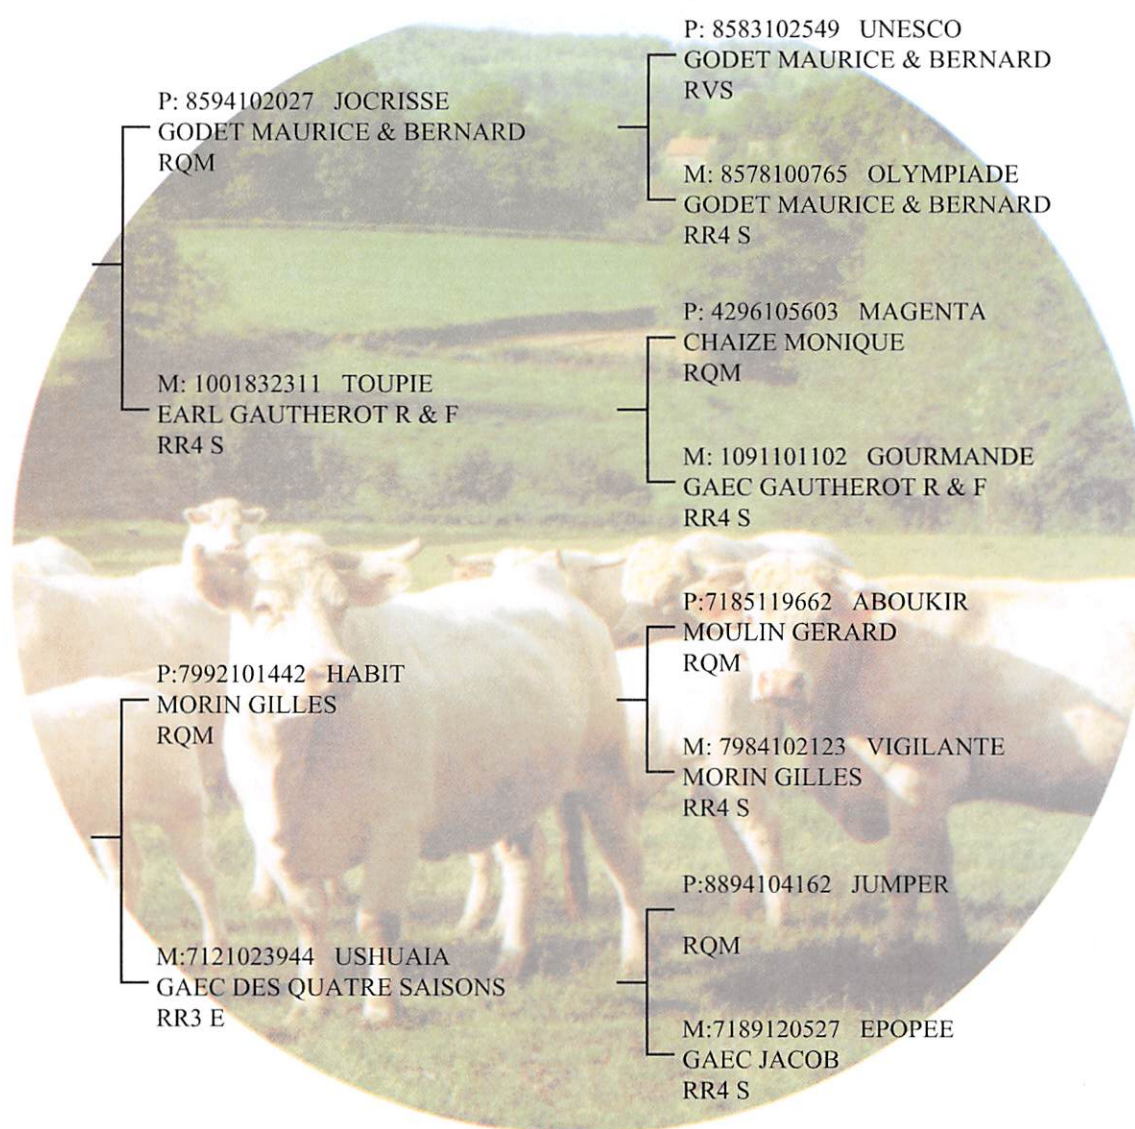 P: 8583102549 UNESCO
GODET MAURICE & BERNARD
RVS
P: 8594102027 JOCRISSE
GODET MAURICE & BERNARD
RQM
M: 8578100765 OLYMPIADE
GODET MAURICE & BERNARD
RR4 S
P: 4296105603 MAGENTA
CHAIZE MONIQUE
RQM
M: 1001832311 TOUPIE
EARL GAUTHEROT R & F
RR4 S
M: 1091101102 GOURMANDE
GAEC GAUTHEROT R & F
RR4 S
P:7185119662 ABOUKIR
MOULIN GERARD
RQM
P:7992101442 HABIT
MORIN GILLES
RQM
M: 7984102123 VIGILANTE
MORIN GILLES
RR4 S
P:8894104162 JUMPER
RQM
M:7121023944 USHUAIA
GAEC DES QUATRE SAISONS
RR3 E
M:7189120527 EPOPEE
GAEC JACOB
RR4 S